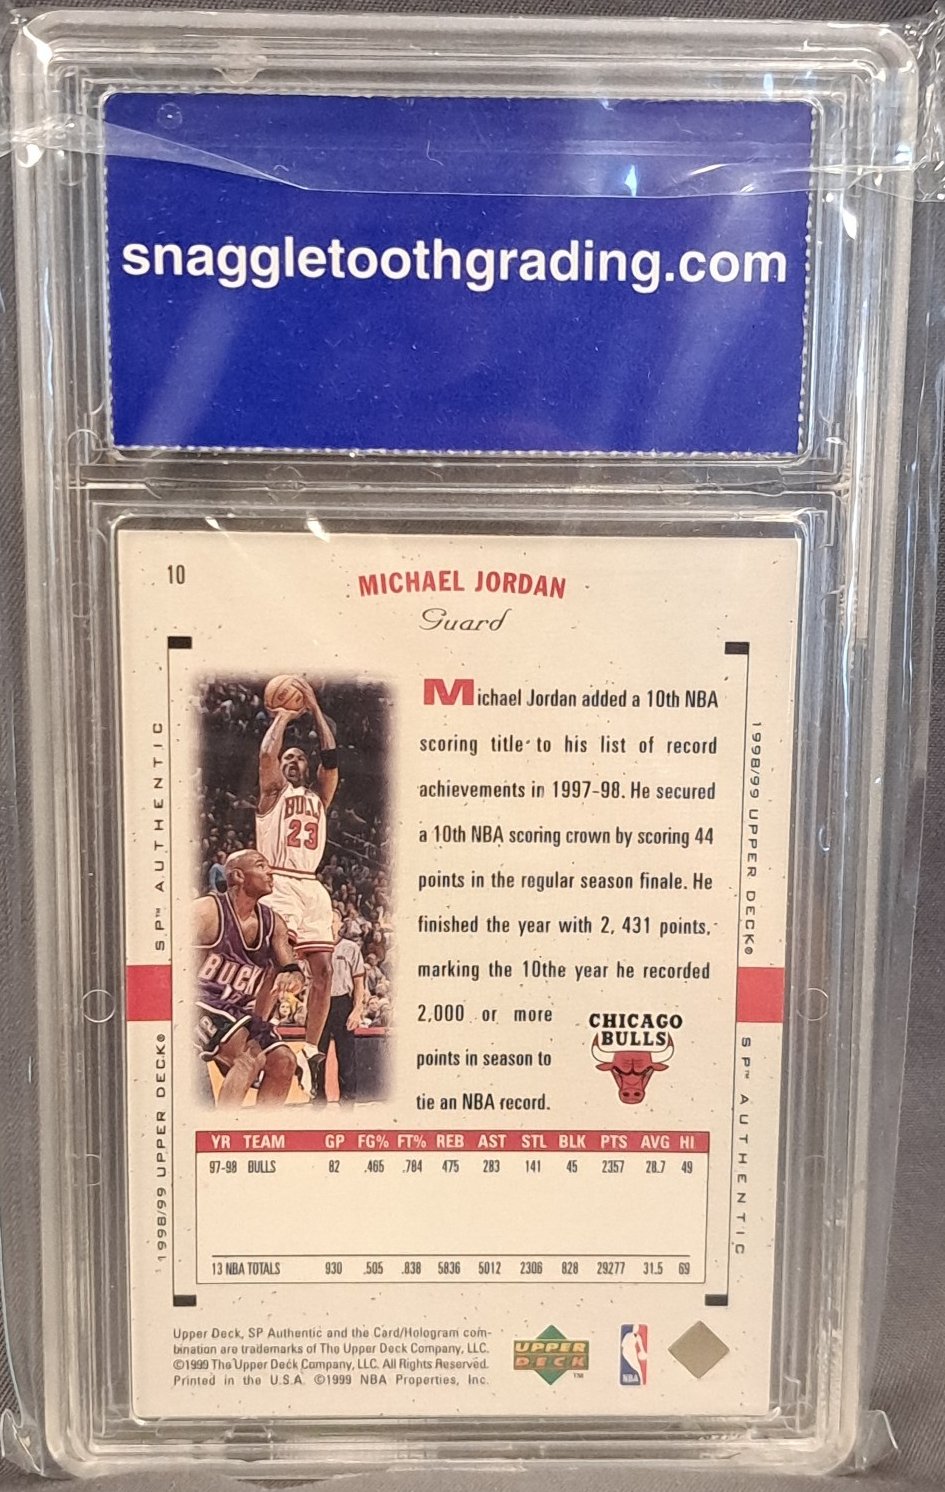 snaggletoothgrading.com
10
MICHAEL JORDAN
Guard
Michael Jordan added a 10th NBA
scoring title to his list of record
achievements in 1997-98. He secured
a 10th NBA scoring crown by scoring 44
points in the regular season finale. He
finished the year with 2, 431 points,
marking the 10the year he recorded
2,000 or more
points in season to
tie an NBA record.
CHICAGO
BULLS
SP™ AUTHENTIC
1998/99 UPPER DECK®
1998/99 UPPER DECK®
SP™ AUTHENTIC
BULLS
23
BUCK
YR TEAM GP FG% FT% REB AST STL BLK PTS AVG HI
97-98 BULLS 82 .465 .784 475 283 141 45 2357 28.7 49
13 NBA TOTALS 930 .505 .838 5836 5012 2306 828 29277 31.5 69
Upper Deck, SP Authentic and the Card/Hologram com-
bination are trademarks of The Upper Deck Company, LLC.
©1999 The Upper Deck Company, LLC. All Rights Reserved.
Printed in the U.S.A. ©1999 NBA Properties, Inc.
UPPER
DECK™
NBA